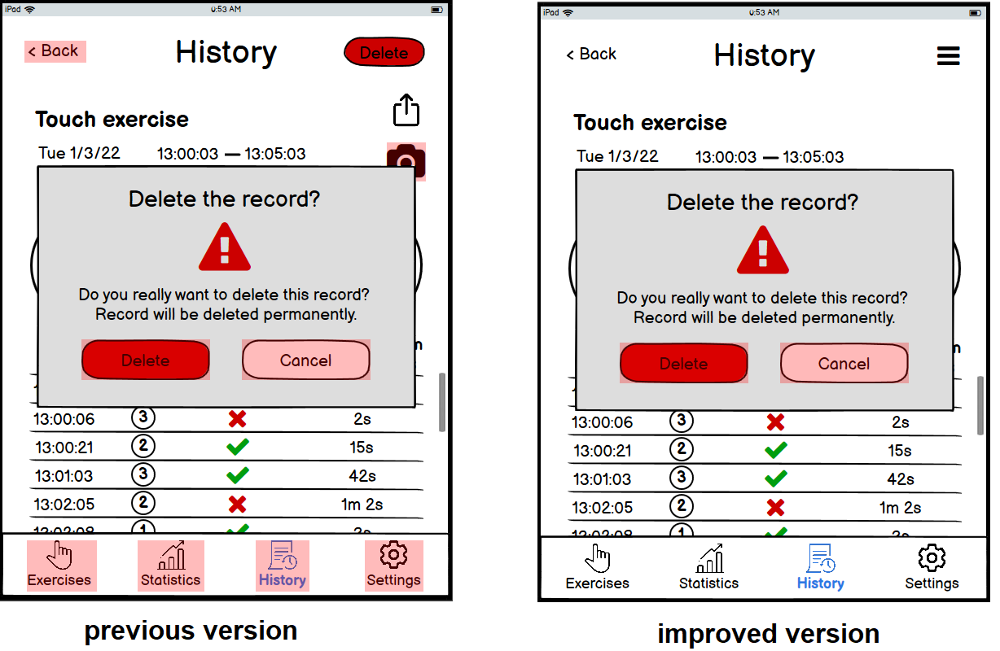 iPad 9:53 AM
< Back History Delete
Touch exercise
Tue 1/3/22 13:00:03 — 13:05:03
Delete the record?
Do you really want to delete this record?
Record will be deleted permanently.
Delete Cancel
13:00:06 3 2s
13:00:21 2 15s
13:01:03 3 42s
13:02:05 2 1m 2s
13:02:08 1
Exercises Statistics History Settings
previous version
iPad 9:53 AM
< Back History
Touch exercise
Tue 1/3/22 13:00:03 — 13:05:03
Delete the record?
Do you really want to delete this record?
Record will be deleted permanently.
Delete Cancel
13:00:06 3 2s
13:00:21 2 15s
13:01:03 3 42s
13:02:05 2 1m 2s
13:02:08 1
Exercises Statistics History Settings
improved version